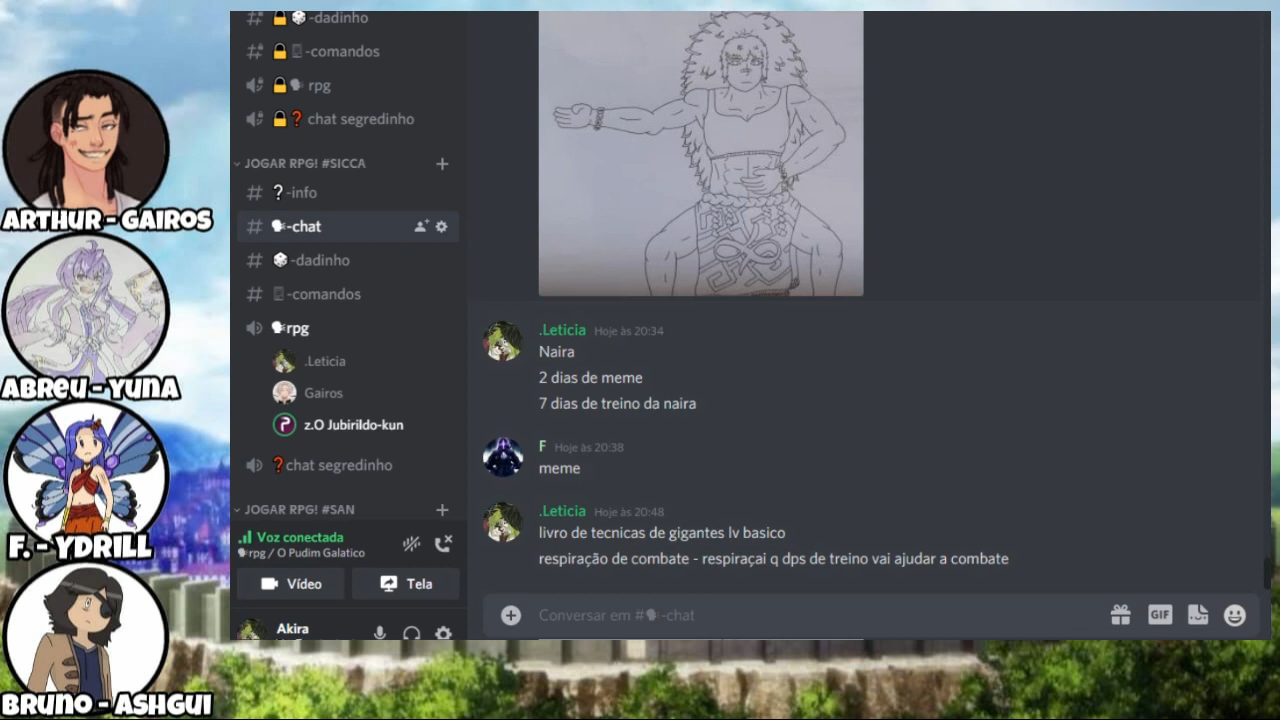 ARTHUR - GAIROS
ABREU - YUNA
F. - YDRILL
BRUNO - ASHGUI
-dadinho
-comandos
rpg
chat segredinho
JOGAR RPG! #SICCA
-info
-chat
-dadinho
-comandos
rpg
.Leticia
Gairos
z.O Jubirildo-kun
chat segredinho
JOGAR RPG! #SAN
Voz conectada
rpg / O Pudim Galatico
Vídeo Tela
Akira
.Leticia Hoje às 20:34
Naira
2 dias de meme
7 dias de treino da naira
F Hoje às 20:38
meme
.Leticia Hoje às 20:48
livro de tecnicas de gigantes lv basico
respiração de combate - respiraçai q dps de treino vai ajudar a combate
Conversar em #🗣-chat
GIF